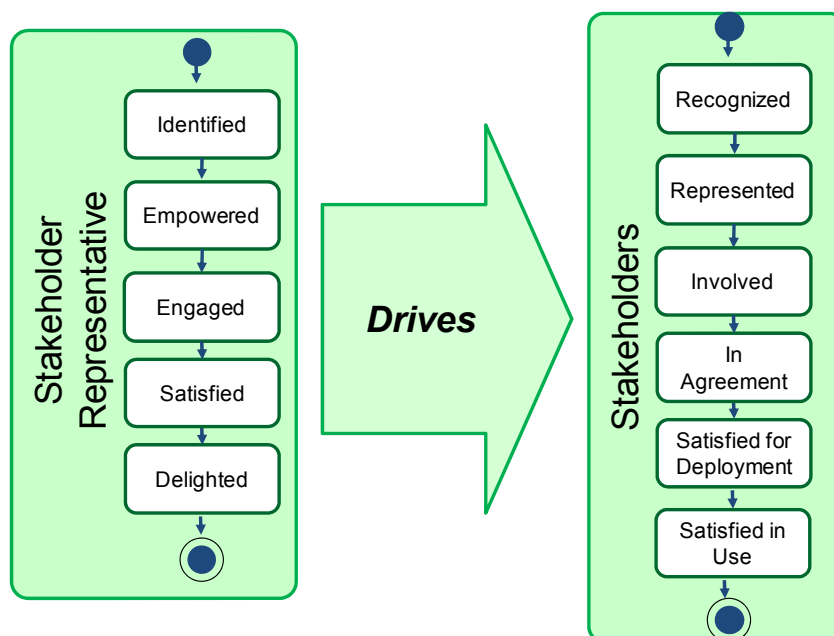 Stakeholder
Representative
Identified
Empowered
Engaged
Satisfied
Delighted
Drives
Stakeholders
Recognized
Represented
Involved
In
Agreement
Satisfied for
Deployment
Satisfied in
Use